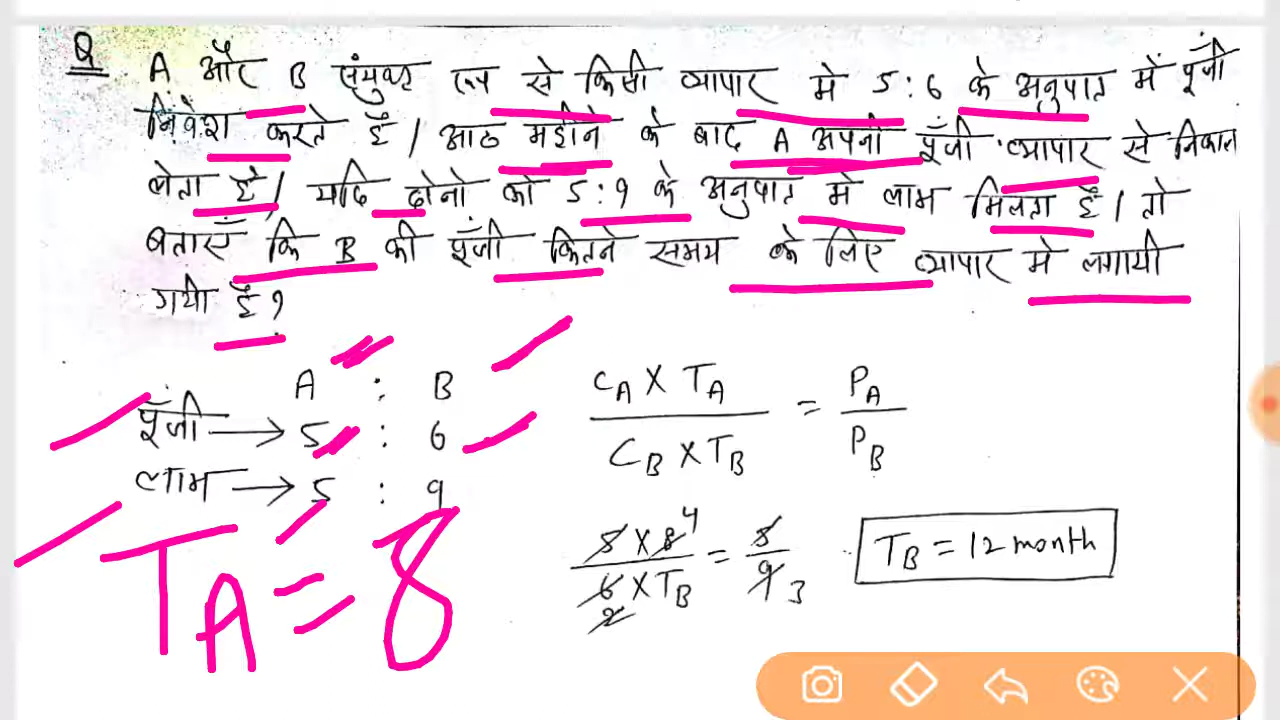 Q A और B संयुक्त रूप से किसी व्यापार मे 5:6 के अनुपात में पूंजी
निवेश करते हैं। आठ महीने के बाद A अपनी पूँजी व्यापार से निकाल
लेता है। यदि दोनो को 5:9 के अनुपात मे लाभ मिलता है। तो
बताएँ कि B की पूँजी कितने समय के लिए व्यापार मे लगायी
गयी है?
A : B
पूँजी → 5 : 6
लाभ → 5 : 9
TA = 8
CA × TA / CB × TB = PA / PB
5 × 8 4 / 6 2 × TB = 5 / 9 3
TB = 12 month